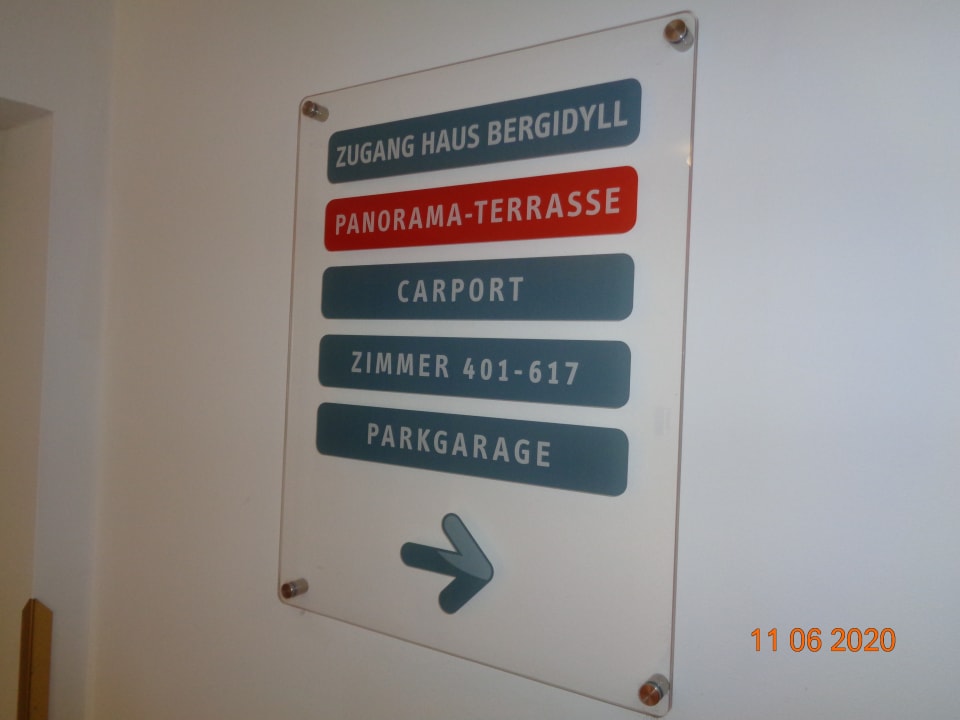 ZUGANG HAUS BERGIDYLL
PANORAMA-TERRASSE
CARPORT
ZIMMER 401-617
PARKGARAGE
11 06 2020